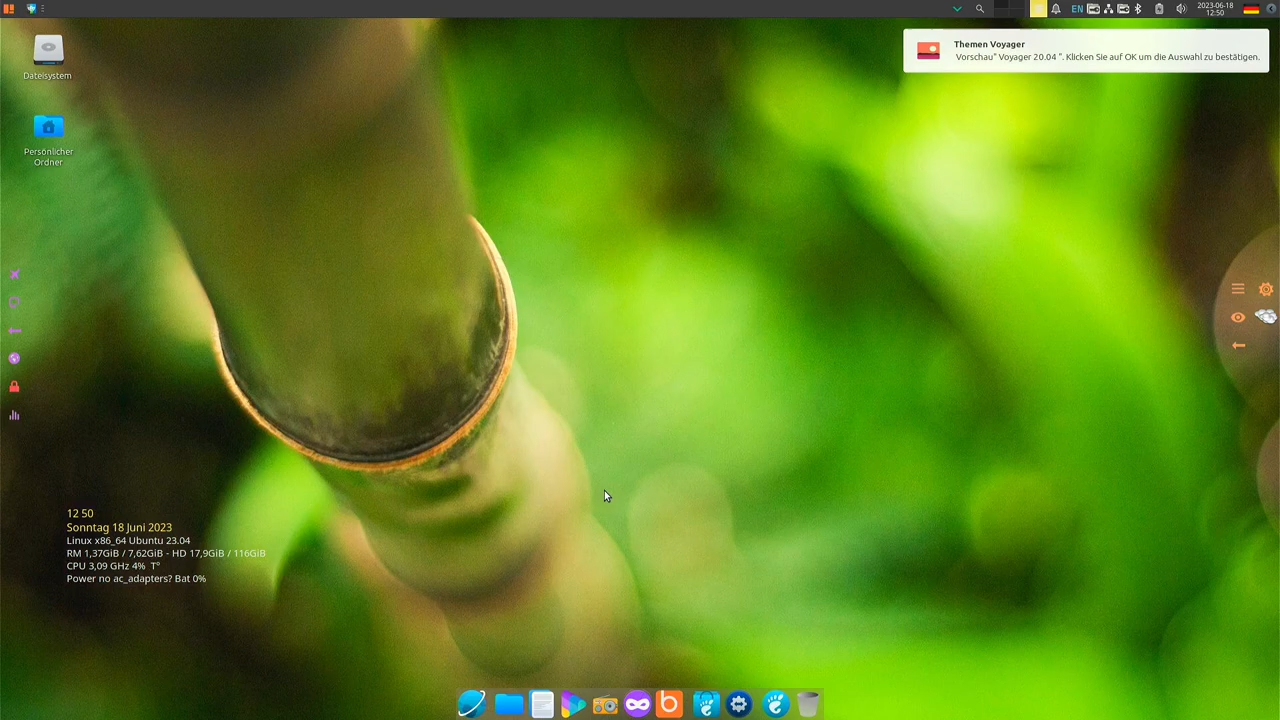 EN
2023-06-18
12:50
Dateisystem
Persönlicher
Ordner
Themen Voyager
Vorschau" Voyager 20.04 ". Klicken Sie auf OK um die Auswahl zu bestätigen.
12 50
Sonntag 18 Juni 2023
Linux x86_64 Ubuntu 23.04
RM 1,37GiB / 7,62GiB - HD 17,9GiB / 116GiB
CPU 3,09 GHz 4% T°
Power no ac_adapters? Bat 0%